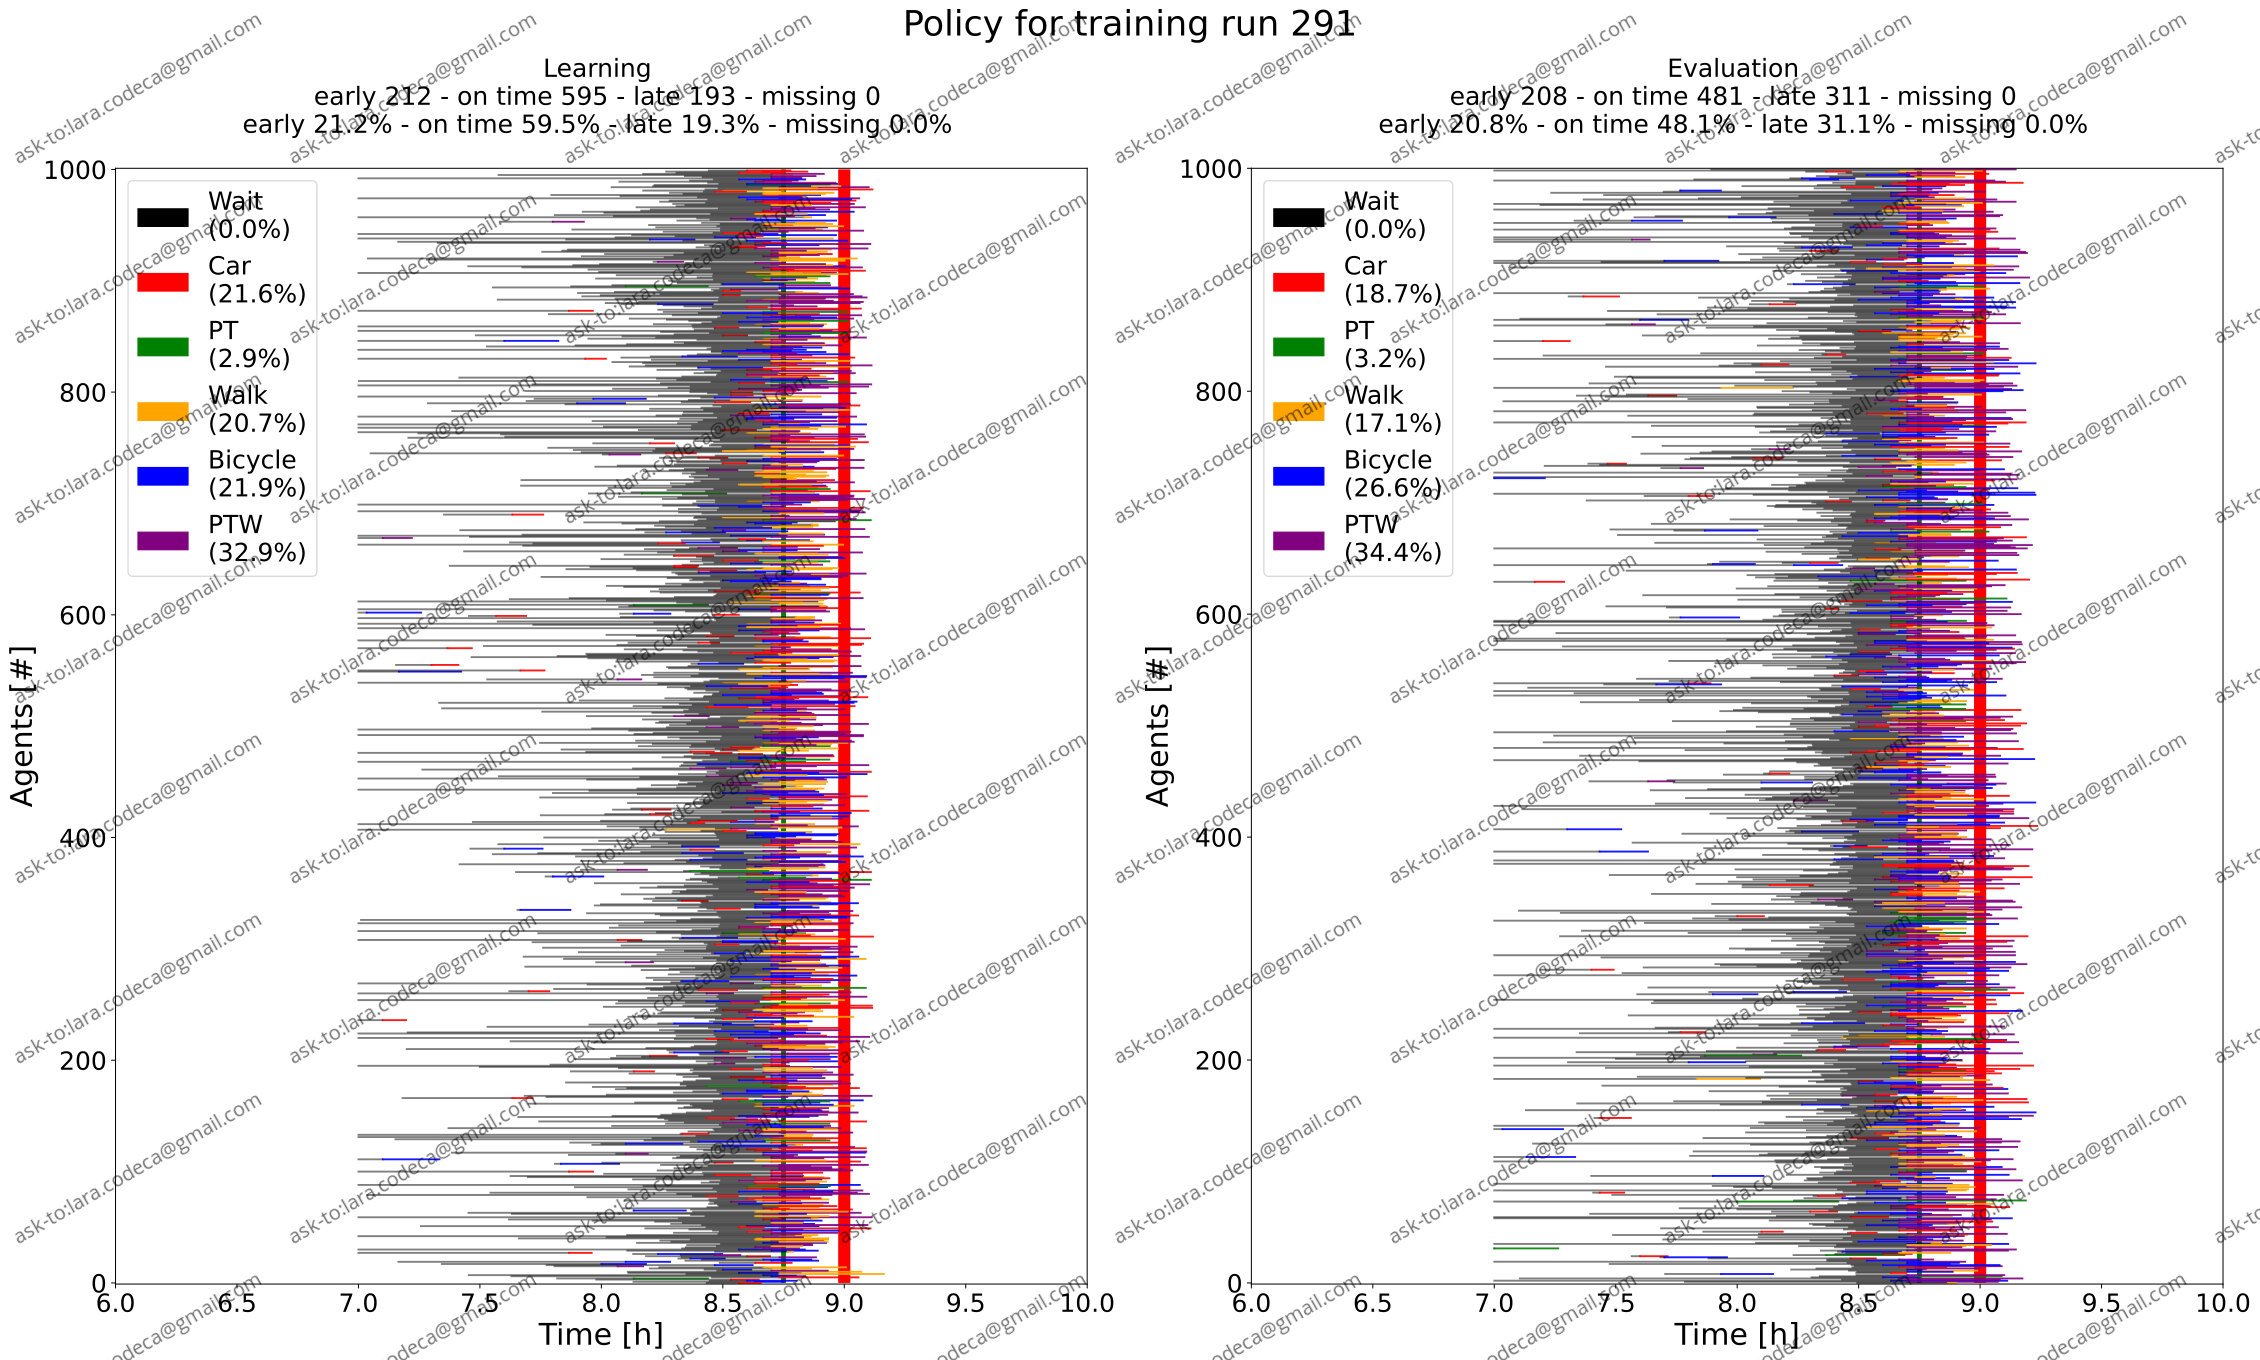 Policy for training run 291
Learning
early 212 - on time 595 - late 193 - missing 0
early 21.2% - on time 59.5% - late 19.3% - missing 0.0%
Wait
(0.0%)
Car
(21.6%)
PT
(2.9%)
Walk
(20.7%)
Bicycle
(21.9%)
PTW
(32.9%)
1000
800
600
400
200
0
Agents [#]
6.0 6.5 7.0 7.5 8.0 8.5 9.0 9.5 10.0
Time [h]
Evaluation
early 208 - on time 481 - late 311 - missing 0
early 20.8% - on time 48.1% - late 31.1% - missing 0.0%
Wait
(0.0%)
Car
(18.7%)
PT
(3.2%)
Walk
(17.1%)
Bicycle
(26.6%)
PTW
(34.4%)
1000
800
600
400
200
0
Agents [#]
6.0 6.5 7.0 7.5 8.0 8.5 9.0 9.5 10.0
Time [h]
ask-to:lara.codeca@gmail.com